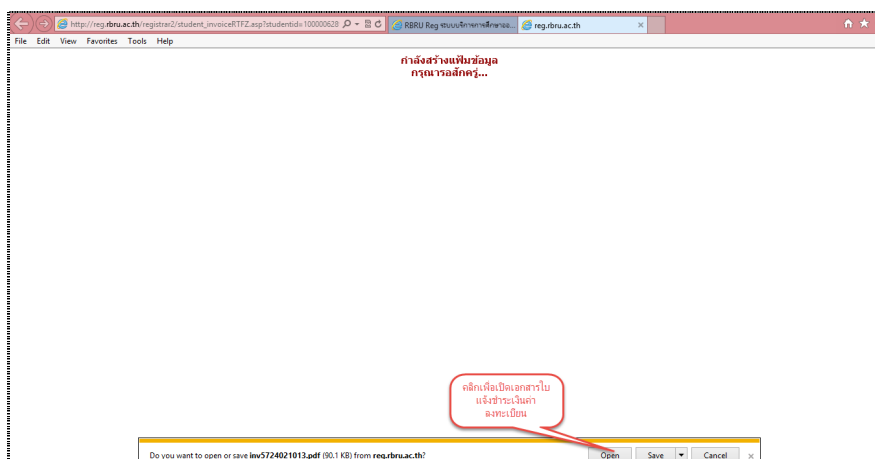 http://reg.rbru.ac.th/registrar2/student_invoiceRTFZ.asp?studentid=100000628
RBRU Reg ระบบบริการการศึกษาออ...
reg.rbru.ac.th
File Edit View Favorites Tools Help
กำลังสร้างแฟ้มข้อมูล
กรุณารอสักครู่...
คลิกเพื่อเปิดเอกสารใบ
แจ้งชำระเงินค่า
ลงทะเบียน
Do you want to open or save inv5724021013.pdf (90.1 KB) from reg.rbru.ac.th?
Open Save Cancel